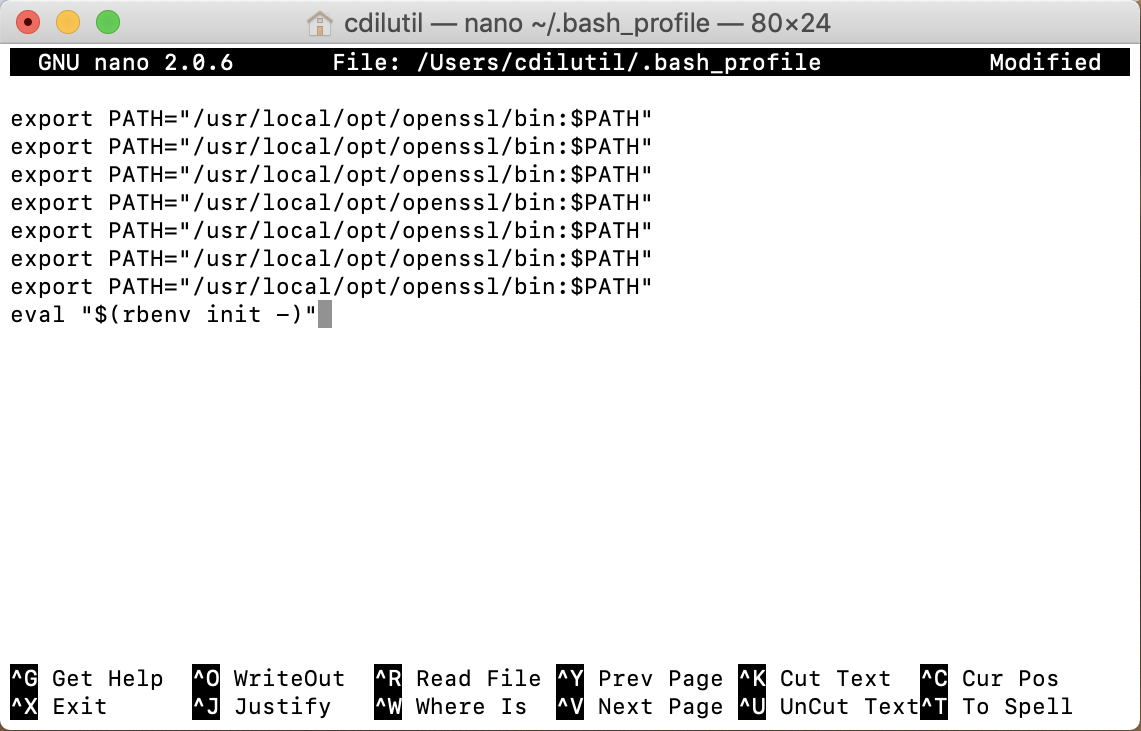 cdilutil — nano ~/.bash_profile — 80×24
GNU nano 2.0.6 File: /Users/cdilutil/.bash_profile Modified
export PATH="/usr/local/opt/openssl/bin:$PATH"
export PATH="/usr/local/opt/openssl/bin:$PATH"
export PATH="/usr/local/opt/openssl/bin:$PATH"
export PATH="/usr/local/opt/openssl/bin:$PATH"
export PATH="/usr/local/opt/openssl/bin:$PATH"
export PATH="/usr/local/opt/openssl/bin:$PATH"
export PATH="/usr/local/opt/openssl/bin:$PATH"
eval "$(rbenv init -)"
^G Get Help ^O WriteOut ^R Read File ^Y Prev Page ^K Cut Text ^C Cur Pos
^X Exit ^J Justify ^W Where Is ^V Next Page ^U UnCut Text ^T To Spell